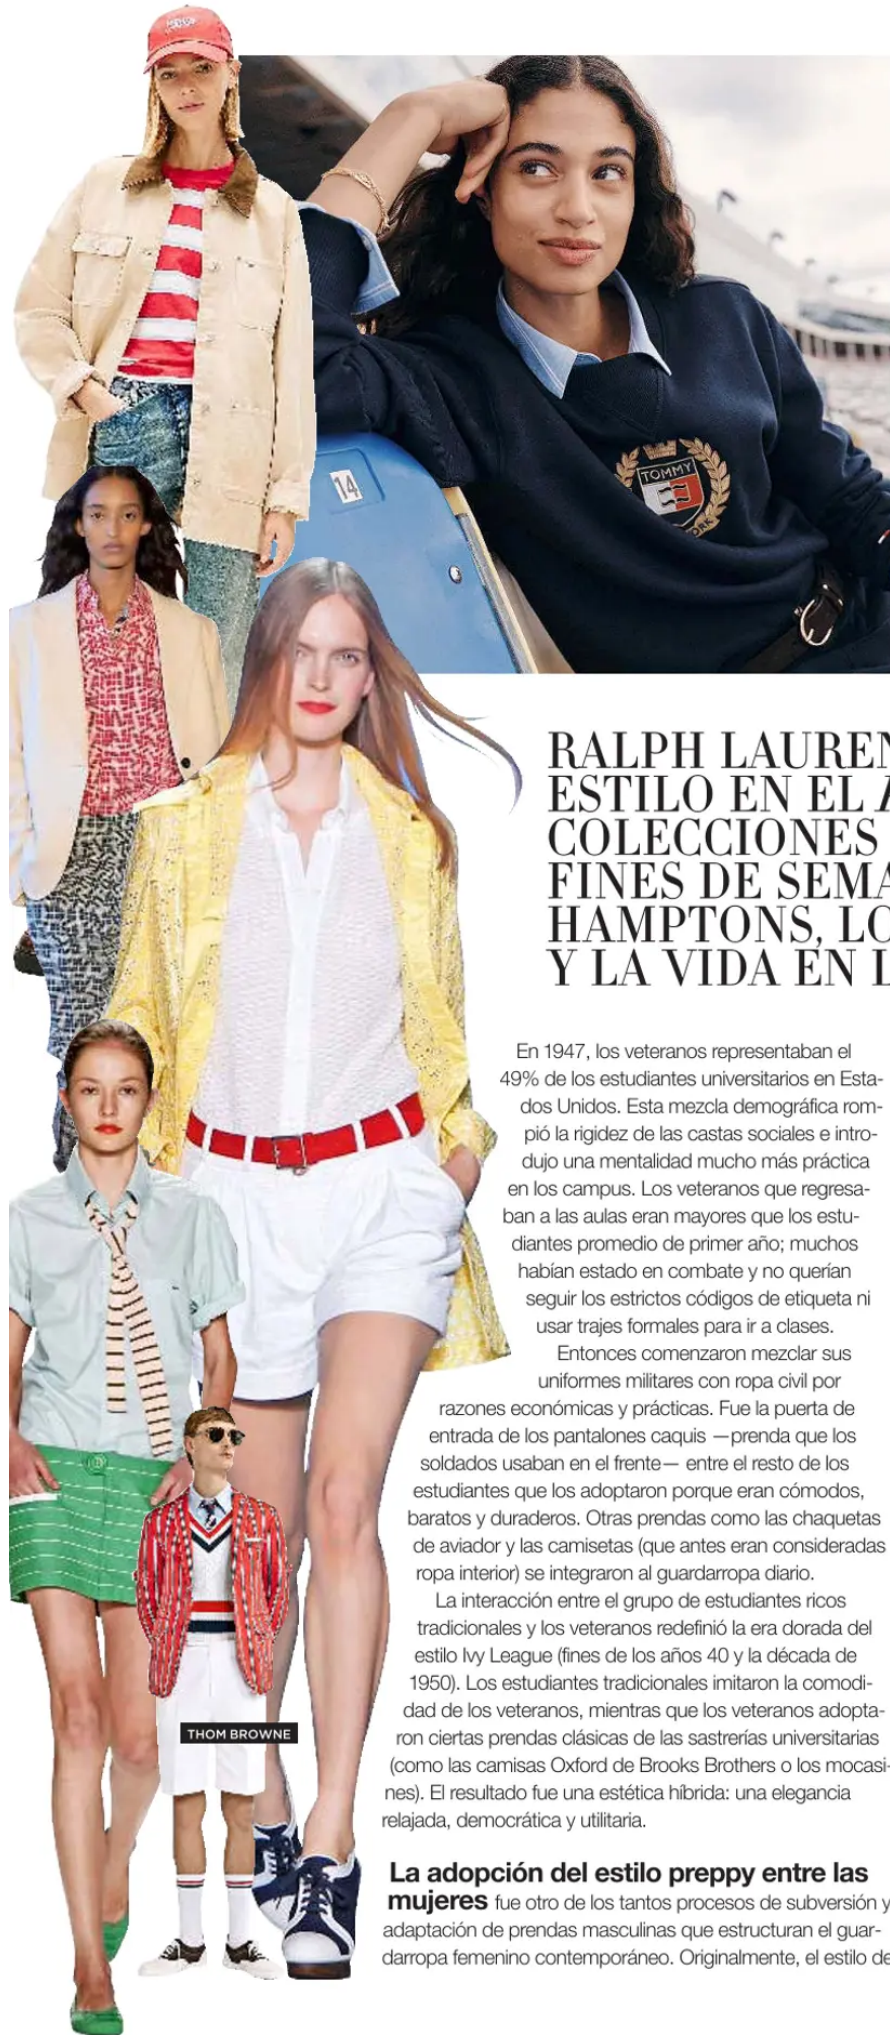 TOMMY
14
RALPH LAUREN
ESTILO EN EL A
COLECCIONES
FINES DE SEMA
HAMPTONS, LO
Y LA VIDA EN L
En 1947, los veteranos representaban el
49% de los estudiantes universitarios en Esta-
dos Unidos. Esta mezcla demográfica rom-
pió la rigidez de las castas sociales e intro-
dujo una mentalidad mucho más práctica
en los campus. Los veteranos que regresa-
ban a las aulas eran mayores que los estu-
diantes promedio de primer año; muchos
habían estado en combate y no querían
seguir los estrictos códigos de etiqueta ni
usar trajes formales para ir a clases.
Entonces comenzaron mezclar sus
uniformes militares con ropa civil por
razones económicas y prácticas. Fue la puerta de
entrada de los pantalones caquis —prenda que los
soldados usaban en el frente— entre el resto de los
estudiantes que los adoptaron porque eran cómodos,
baratos y duraderos. Otras prendas como las chaquetas
de aviador y las camisetas (que antes eran consideradas
ropa interior) se integraron al guardarropa diario.
La interacción entre el grupo de estudiantes ricos
tradicionales y los veteranos redefinió la era dorada del
estilo Ivy League (fines de los años 40 y la década de
1950). Los estudiantes tradicionales imitaron la comodi-
dad de los veteranos, mientras que los veteranos adopta-
ron ciertas prendas clásicas de las sastrerías universitarias
(como las camisas Oxford de Brooks Brothers o los mocasi-
nes). El resultado fue una estética híbrida: una elegancia
relajada, democrática y utilitaria.
THOM BROWNE
La adopción del estilo preppy entre las
mujeres fue otro de los tantos procesos de subversión y
adaptación de prendas masculinas que estructuran el guar-
darropa femenino contemporáneo. Originalmente, el estilo de